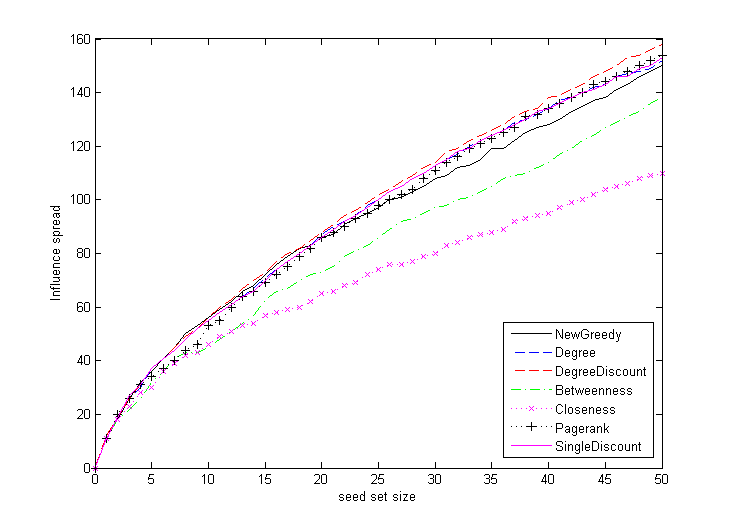 160
140
120
100
80
60
40
20
0
Influence spread
NewGreedy
Degree
DegreeDiscount
Betweenness
Closeness
Pagerank
SingleDiscount
0 5 10 15 20 25 30 35 40 45 50
seed set size